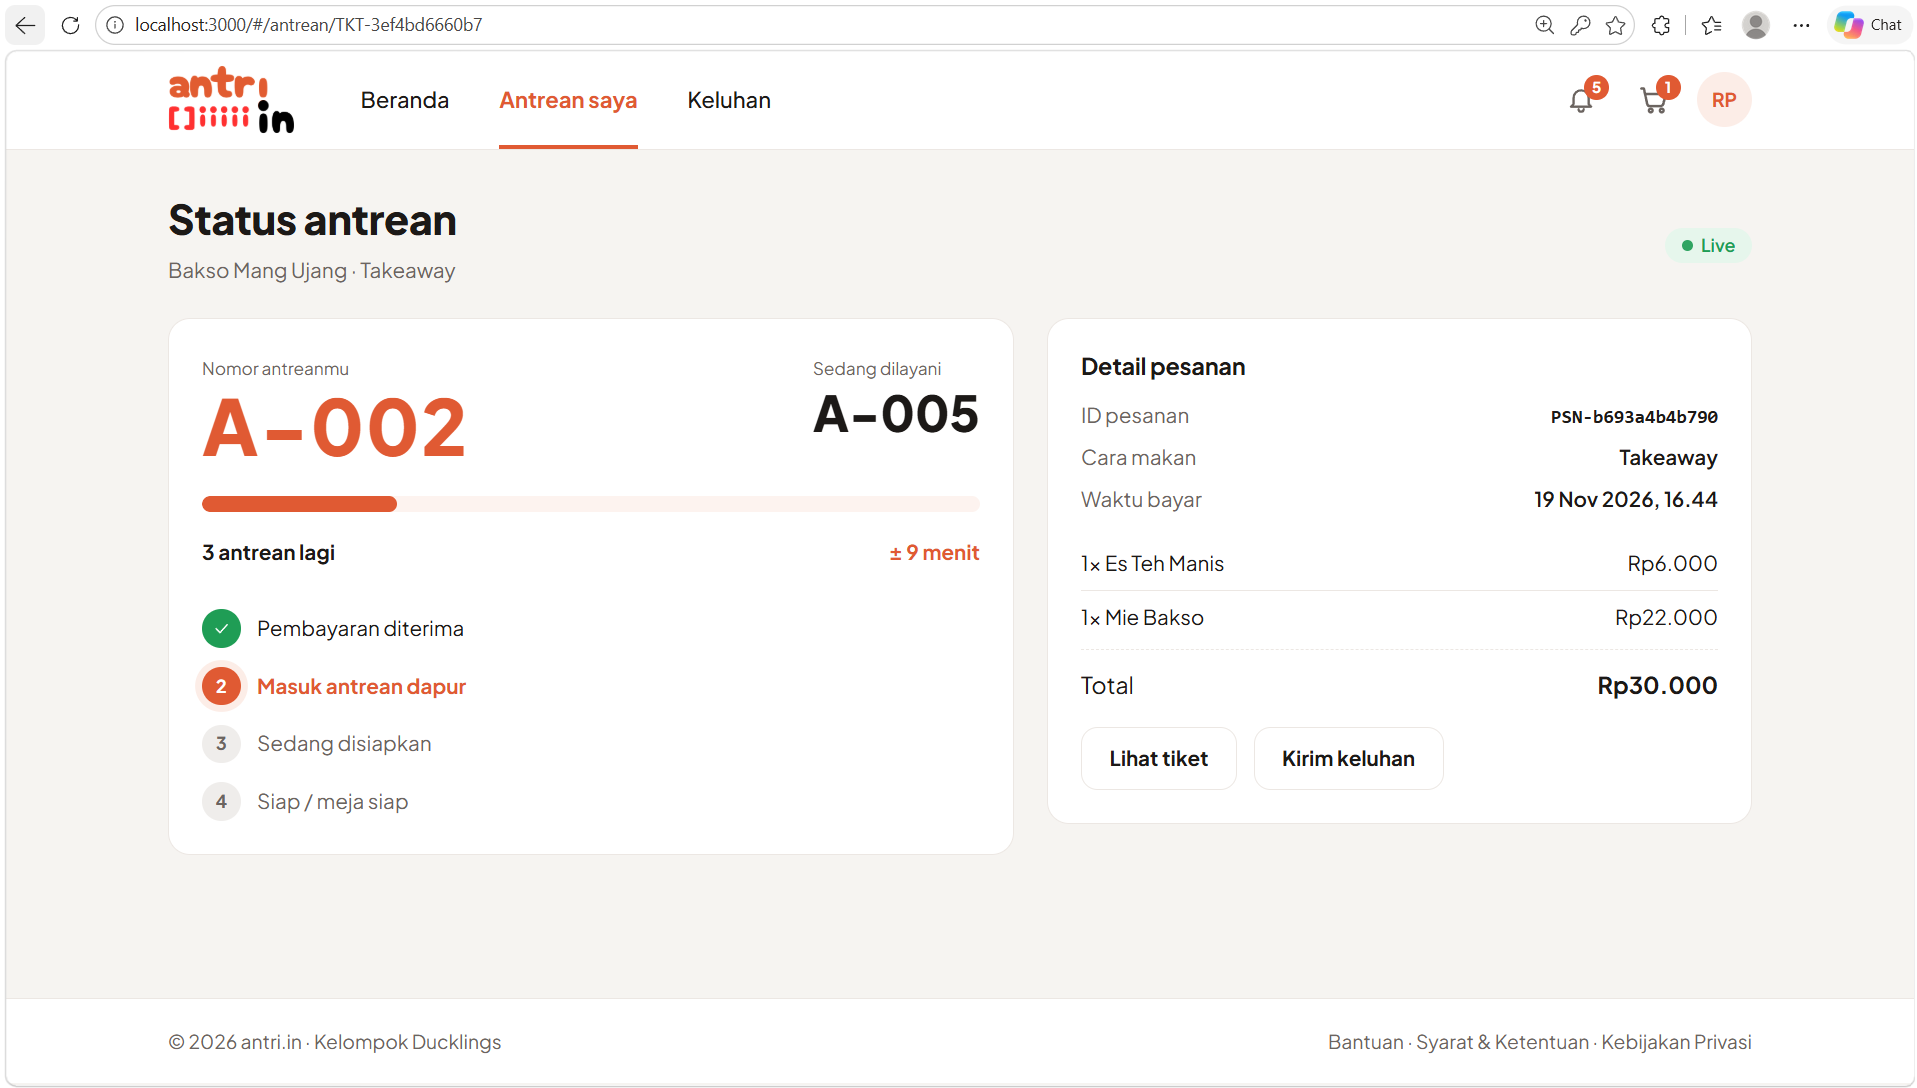 localhost:3000/#/antrean/TKT-3ef4bd6660b7
Chat
antri
in
Beranda
Antrean saya
Keluhan
5
1
RP
Status antrean
Bakso Mang Ujang · Takeaway
Live
Nomor antreanmu
A-002
Sedang dilayani
A-005
3 antrean lagi
± 9 menit
Pembayaran diterima
2 Masuk antrean dapur
3 Sedang disiapkan
4 Siap / meja siap
Detail pesanan
ID pesanan PSN-b693a4b4b790
Cara makan Takeaway
Waktu bayar 19 Nov 2026, 16.44
1× Es Teh Manis Rp6.000
1× Mie Bakso Rp22.000
Total Rp30.000
Lihat tiket
Kirim keluhan
© 2026 antri.in · Kelompok Ducklings
Bantuan · Syarat & Ketentuan · Kebijakan Privasi